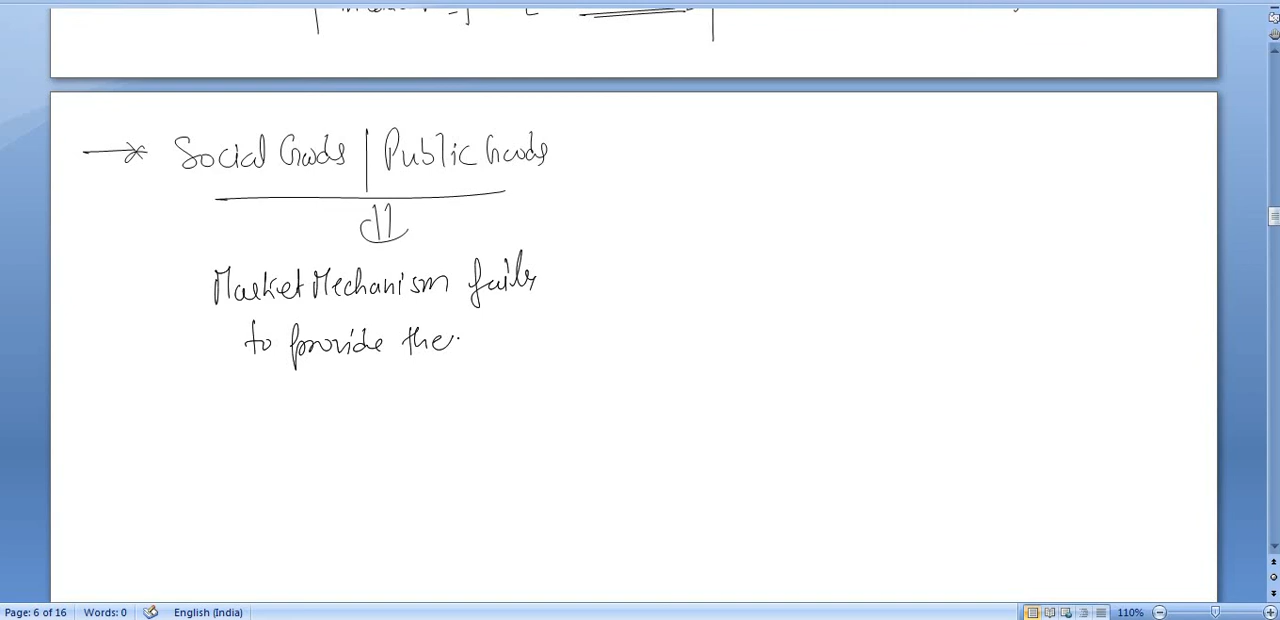 Social Goods | Public Goods
Market Mechanism fails
to provide the
Page: 6 of 16 Words: 0 English (India) 110%